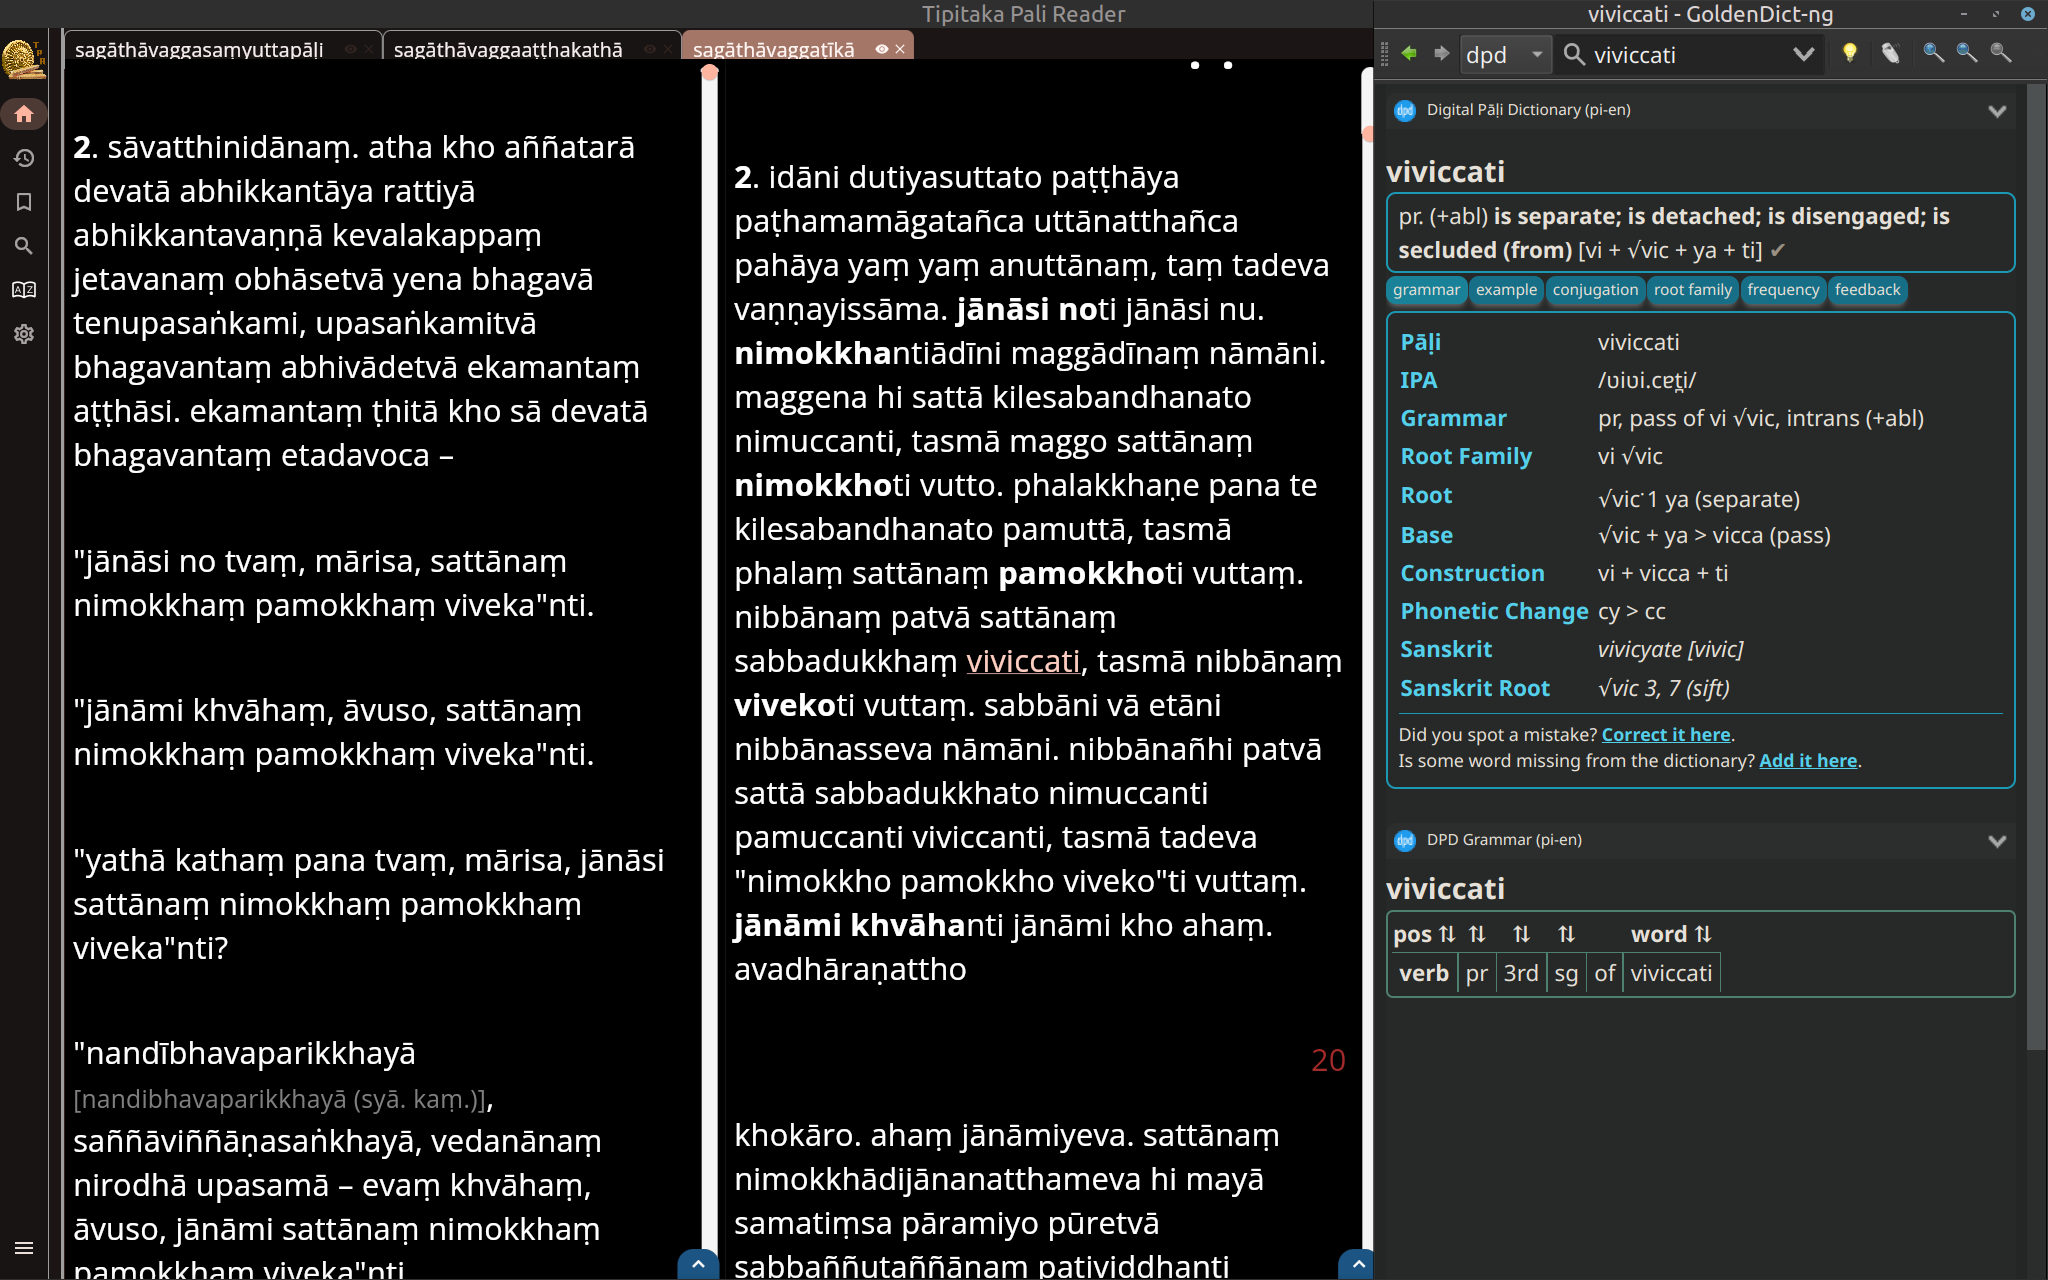 Tipitaka Pali Reader
sagāthāvaggasaṃyuttapāḷi
sagāthāvaggaaṭṭhakathā
sagāthāvaggaṭīkā
2. sāvatthinidānaṃ. atha kho aññatarā
devatā abhikkantāya rattiyā
abhikkantavaṇṇā kevalakappaṃ
jetavanaṃ obhāsetvā yena bhagavā
tenupasaṅkami, upasaṅkamitvā
bhagavantaṃ abhivādetvā ekamantaṃ
aṭṭhāsi. ekamantaṃ ṭhitā kho sā devatā
bhagavantaṃ etadavoca –
"jānāsi no tvaṃ, mārisa, sattānaṃ
nimokkhaṃ pamokkhaṃ viveka"nti.
"jānāmi khvāhaṃ, āvuso, sattānaṃ
nimokkhaṃ pamokkhaṃ viveka"nti.
"yathā kathaṃ pana tvaṃ, mārisa, jānāsi
sattānaṃ nimokkhaṃ pamokkhaṃ
viveka"nti?
"nandībhavaparikkhayā
[nandibhavaparikkhayā (syā. kaṃ.)],
saññāviññāṇasaṅkhayā, vedanānaṃ
nirodhā upasamā – evaṃ khvāhaṃ,
āvuso, jānāmi sattānaṃ nimokkhaṃ
pamokkhaṃ viveka"nti
2. idāni dutiyasuttato paṭṭhāya
paṭhamamāgatañca uttānatthañca
pahāya yaṃ yaṃ anuttānaṃ, taṃ tadeva
vaṇṇayissāma. jānāsi noti jānāsi nu.
nimokkhantiādīni maggādīnaṃ nāmāni.
maggena hi sattā kilesabandhanato
nimuccanti, tasmā maggo sattānaṃ
nimokkhoti vutto. phalakkhaṇe pana te
kilesabandhanato pamuttā, tasmā
phalaṃ sattānaṃ pamokkhoti vuttaṃ.
nibbānaṃ patvā sattānaṃ
sabbadukkhaṃ viviccati, tasmā nibbānaṃ
vivekoti vuttaṃ. sabbāni vā etāni
nibbānasseva nāmāni. nibbānañhi patvā
sattā sabbadukkhato nimuccanti
pamuccanti viviccanti, tasmā tadeva
"nimokkho pamokkho viveko"ti vuttaṃ.
jānāmi khvāhanti jānāmi kho ahaṃ.
avadhāraṇattho
20
khokāro. ahaṃ jānāmiyeva. sattānaṃ
nimokkhādijānanatthameva hi mayā
samatiṃsa pāramiyo pūretvā
sabbaññutaññāṇaṃ paṭividdhanti
viviccati - GoldenDict-ng
dpd
viviccati
dpd Digital Pāḷi Dictionary (pi-en)
viviccati
pr. (+abl) is separate; is detached; is disengaged; is
secluded (from) [vi + √vic + ya + ti] ✔
grammar example conjugation root family frequency feedback
Pāḷi viviccati
IPA /ʋiʋi.cɐt̪i/
Grammar pr, pass of vi √vic, intrans (+abl)
Root Family vi √vic
Root √vic·1 ya (separate)
Base √vic + ya > vicca (pass)
Construction vi + vicca + ti
Phonetic Change cy > cc
Sanskrit vivicyate [vivic]
Sanskrit Root √vic 3, 7 (sift)
Did you spot a mistake? Correct it here.
Is some word missing from the dictionary? Add it here.
dpd DPD Grammar (pi-en)
viviccati
pos ⇅ ⇅ ⇅ ⇅ word ⇅
verb pr 3rd sg of viviccati